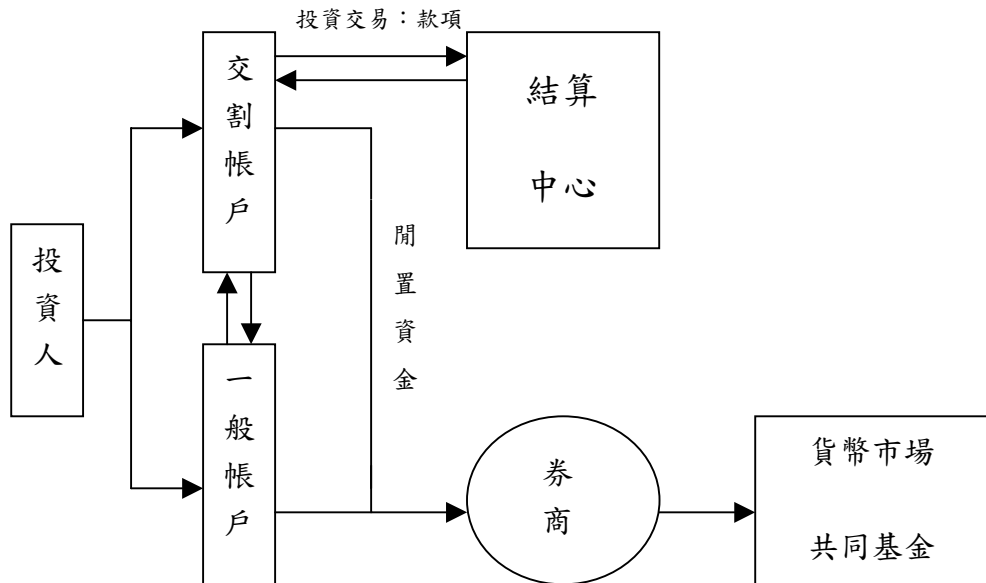 投資交易：款項
交割帳戶
結算
中心
投資人
閒置資金
一般帳戶
券商
貨幣市場
共同基金